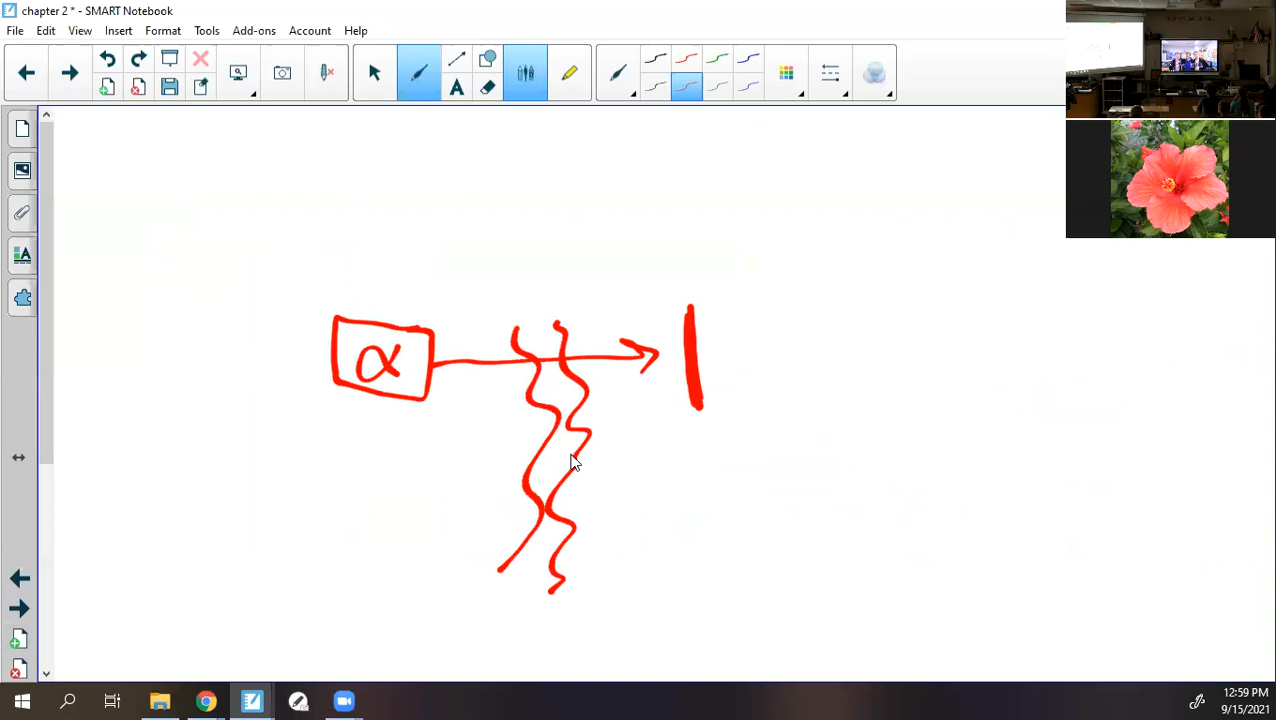 chapter 2 * - SMART Notebook
File Edit View Insert Format Tools Add-ons Account Help
α
12:59 PM
9/15/2021